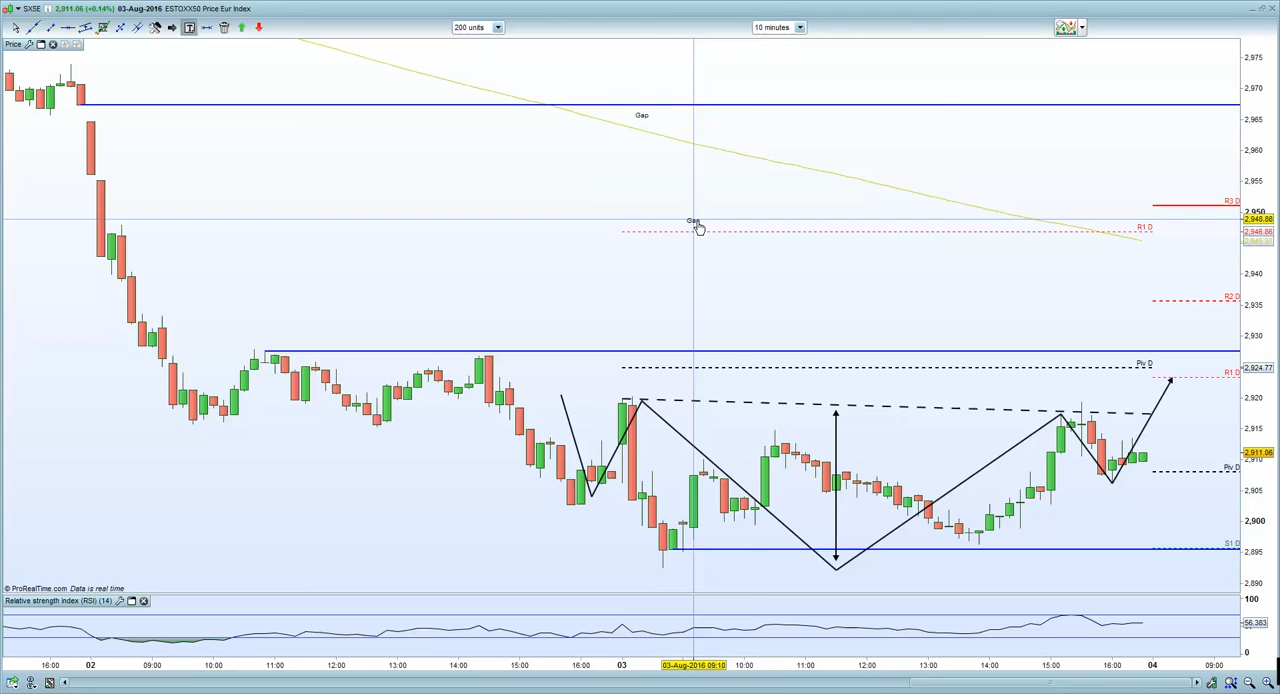 SX5E 2,911.06 (+0.14%) 03-Aug-2016 ESTOXX50 Price Eur Index
200 units 10 minutes
Price
2,975
2,970
2,965
Gap
2,960
2,955
R3 D
2,950
Gap
2,948.88
R1 D
2,946.86
2,945.37
2,940
R2 D
2,935
2,930
Piv D
2,924.77
R1 D
2,920
2,915
2,911.06
2,910
Piv D
2,905
2,900
S1 D
2,895
© ProRealTime.com Data is real time
2,890
Relative strength index (RSI) (14)
100
56.383
0
16:00 02 09:00 10:00 11:00 12:00 13:00 14:00 15:00 16:00 03 03-Aug-2016 09:10 10:00 11:00 12:00 13:00 14:00 15:00 16:00 04 09:00